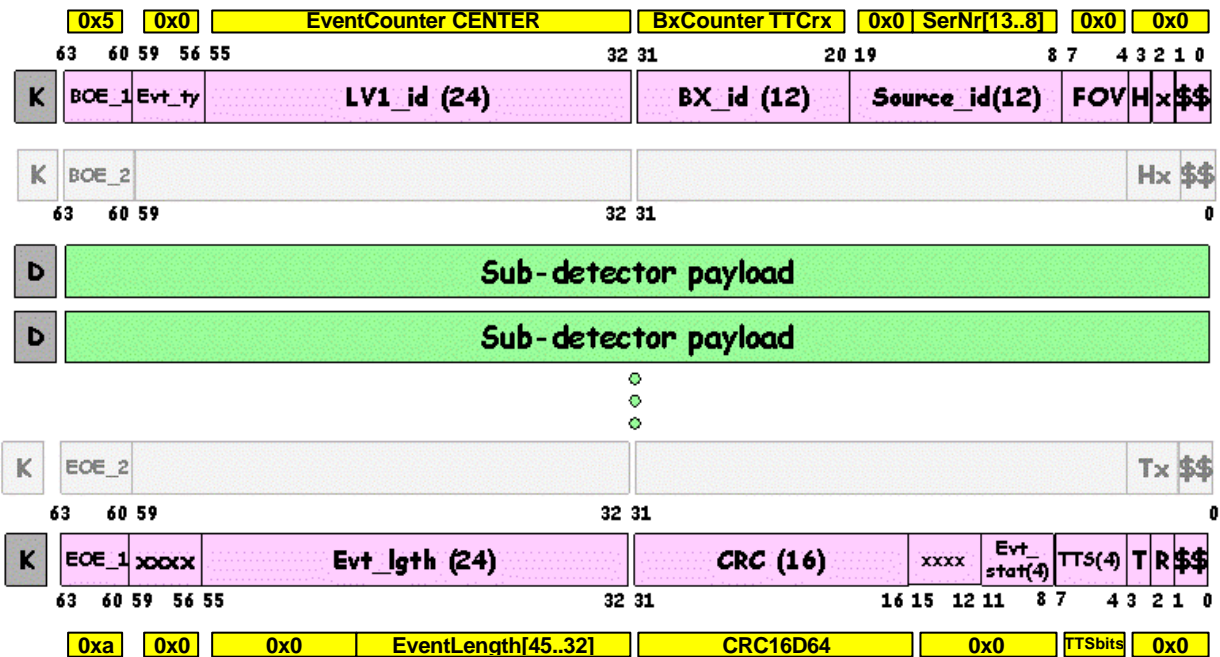 0x5 0x0 EventCounter CENTER BxCounter TTCrx 0x0 SerNr[13..8] 0x0 0x0
63 60 59 56 55 32 31 20 19 8 7 4 3 2 1 0
K BOE_1 Evt_ty LV1_id (24) BX_id (12) Source_id(12) FOV H x $$
K BOE_2 Hx $$
63 60 59 32 31 0
D Sub-detector payload
D Sub-detector payload
K EOE_2 Tx $$
63 60 59 32 31 0
K EOE_1 xxxx Evt_lgth (24) CRC (16) xxxx Evt_stat(4) TTS(4) T R $$
63 60 59 56 55 32 31 16 15 12 11 8 7 4 3 2 1 0
0xa 0x0 0x0 EventLength[45..32] CRC16D64 0x0 TTSbits 0x0